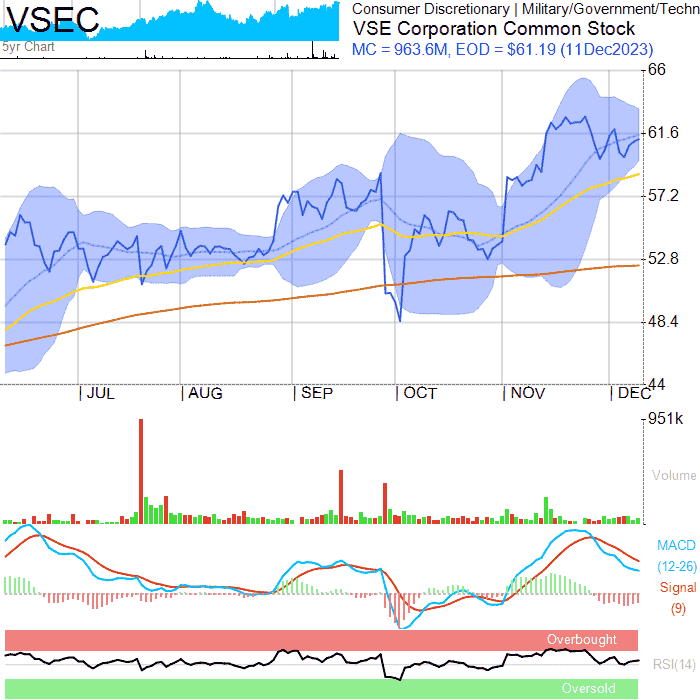 VSEC
5yr Chart
Consumer Discretionary | Military/Government/Techn
VSE Corporation Common Stock
MC = 963.6M, EOD = $61.19 (11Dec2023)
66
61.6
57.2
52.8
48.4
44
| JUL
| AUG
| SEP
| OCT
| NOV
| DEC
951k
Volume
MACD
(12-26)
Signal
(9)
Overbought
RSI(14)
Oversold